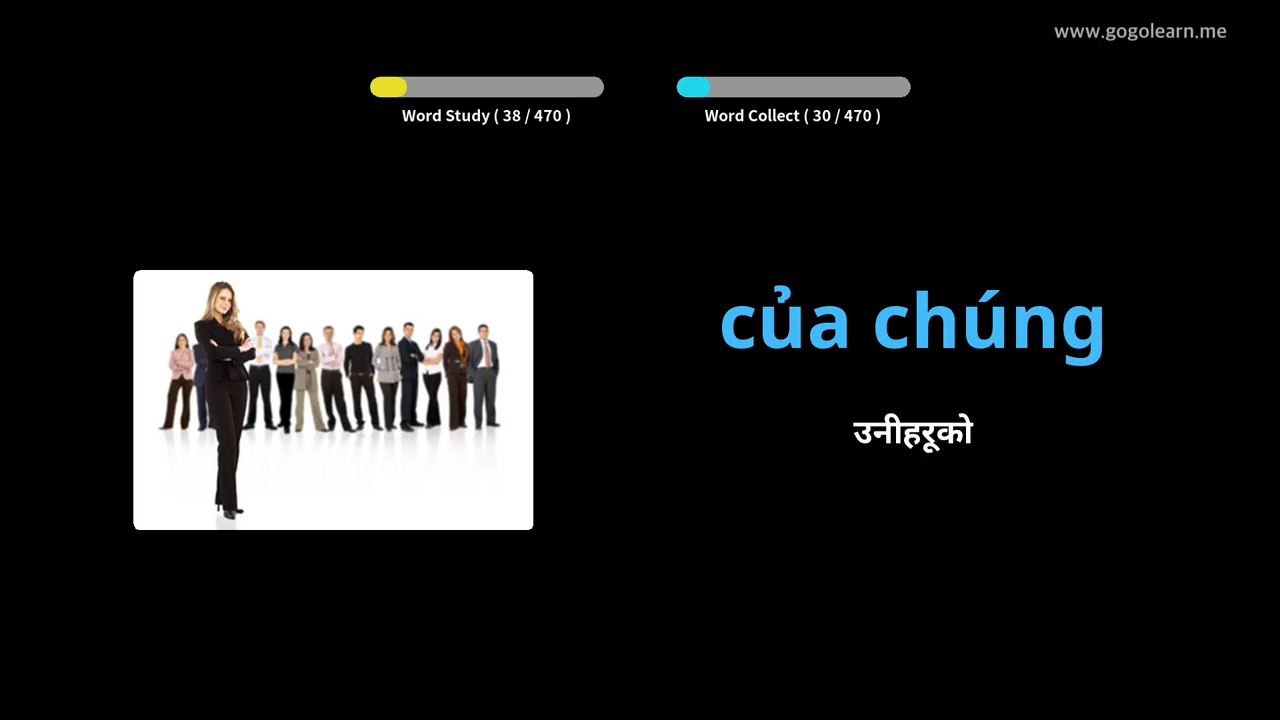 www.gogolearn.me
Word Study ( 38 / 470 )
Word Collect ( 30 / 470 )
của chúng
उनीहरूको